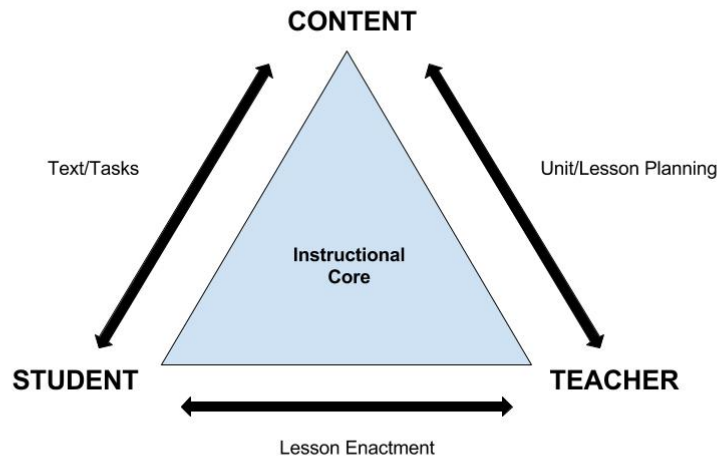 CONTENT
Text/Tasks
Unit/Lesson Planning
Instructional
Core
STUDENT
TEACHER
Lesson Enactment